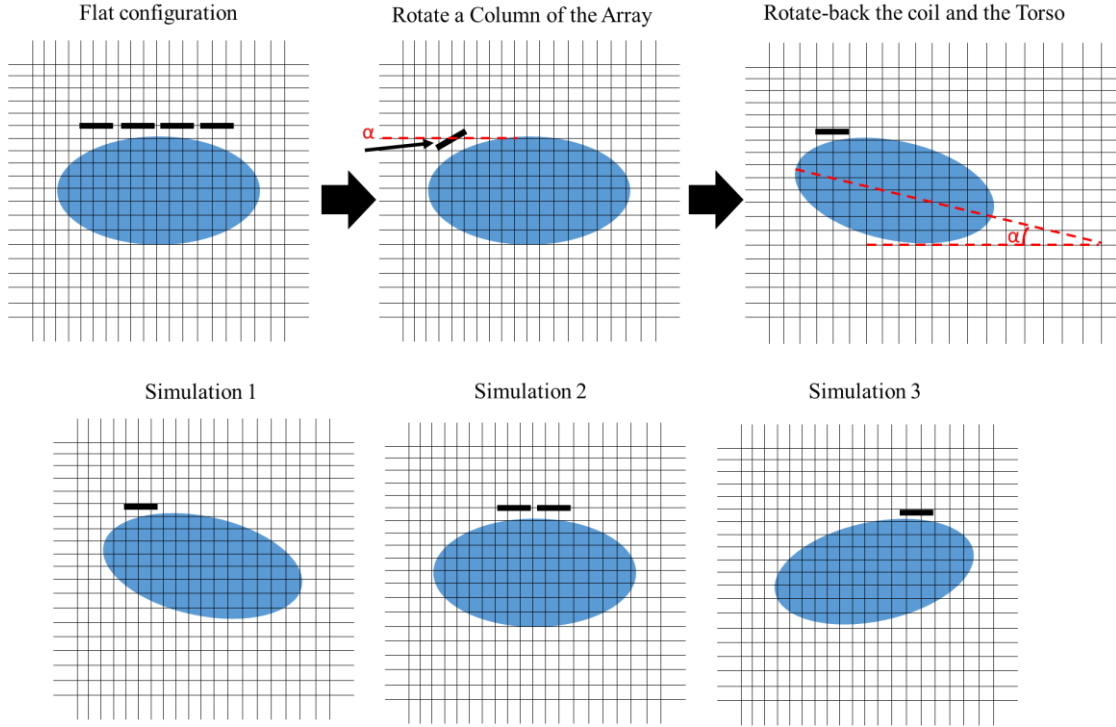 Flat configuration
Rotate a Column of the Array
Rotate-back the coil and the Torso
α
α
Simulation 1
Simulation 2
Simulation 3